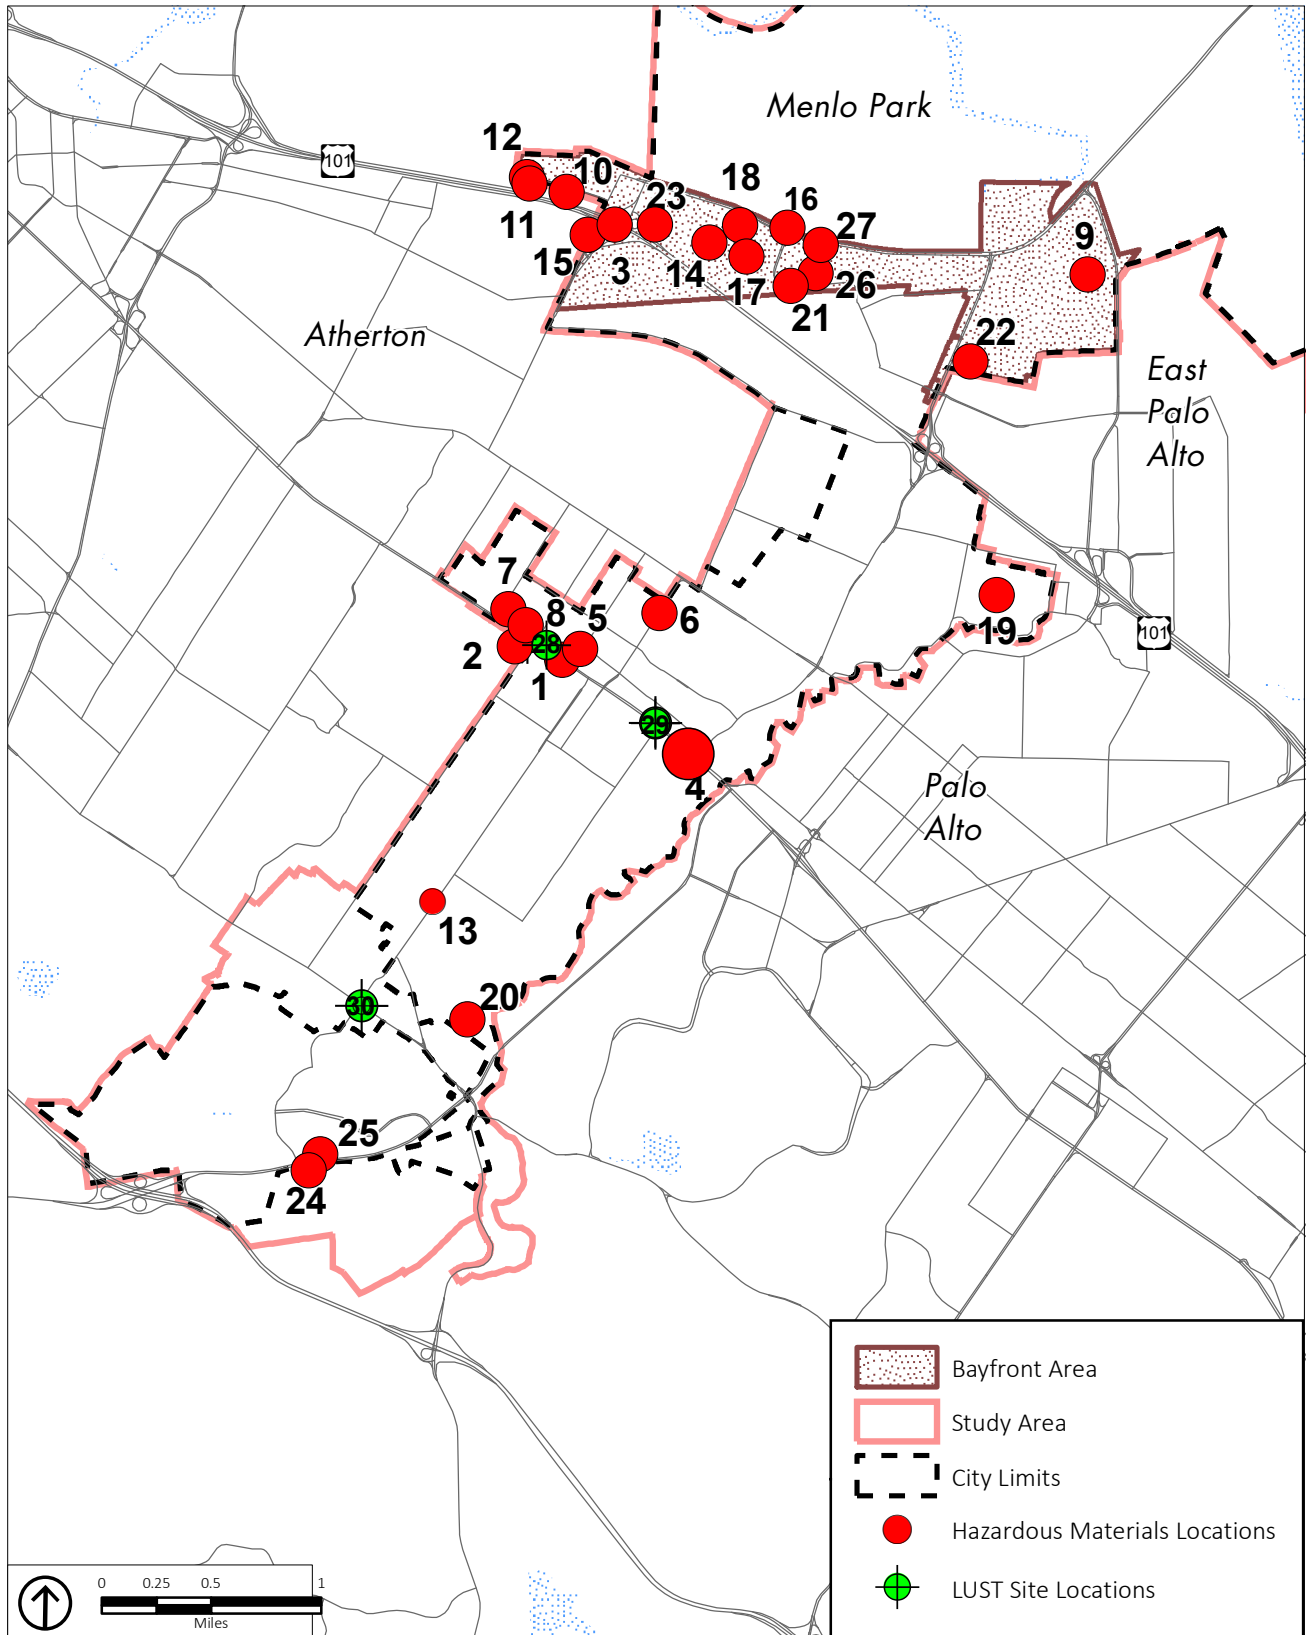 Menlo Park
12
101
10
18
16
23
27
11
9
15
3
14
17
26
21
22
Atherton
East
Palo
Alto
7
8
5
6
19
2
28
1
101
29
4
Palo
Alto
13
20
30
25
24
Bayfront Area
Study Area
City Limits
Hazardous Materials Locations
LUST Site Locations
0 0.25 0.5 1
Miles